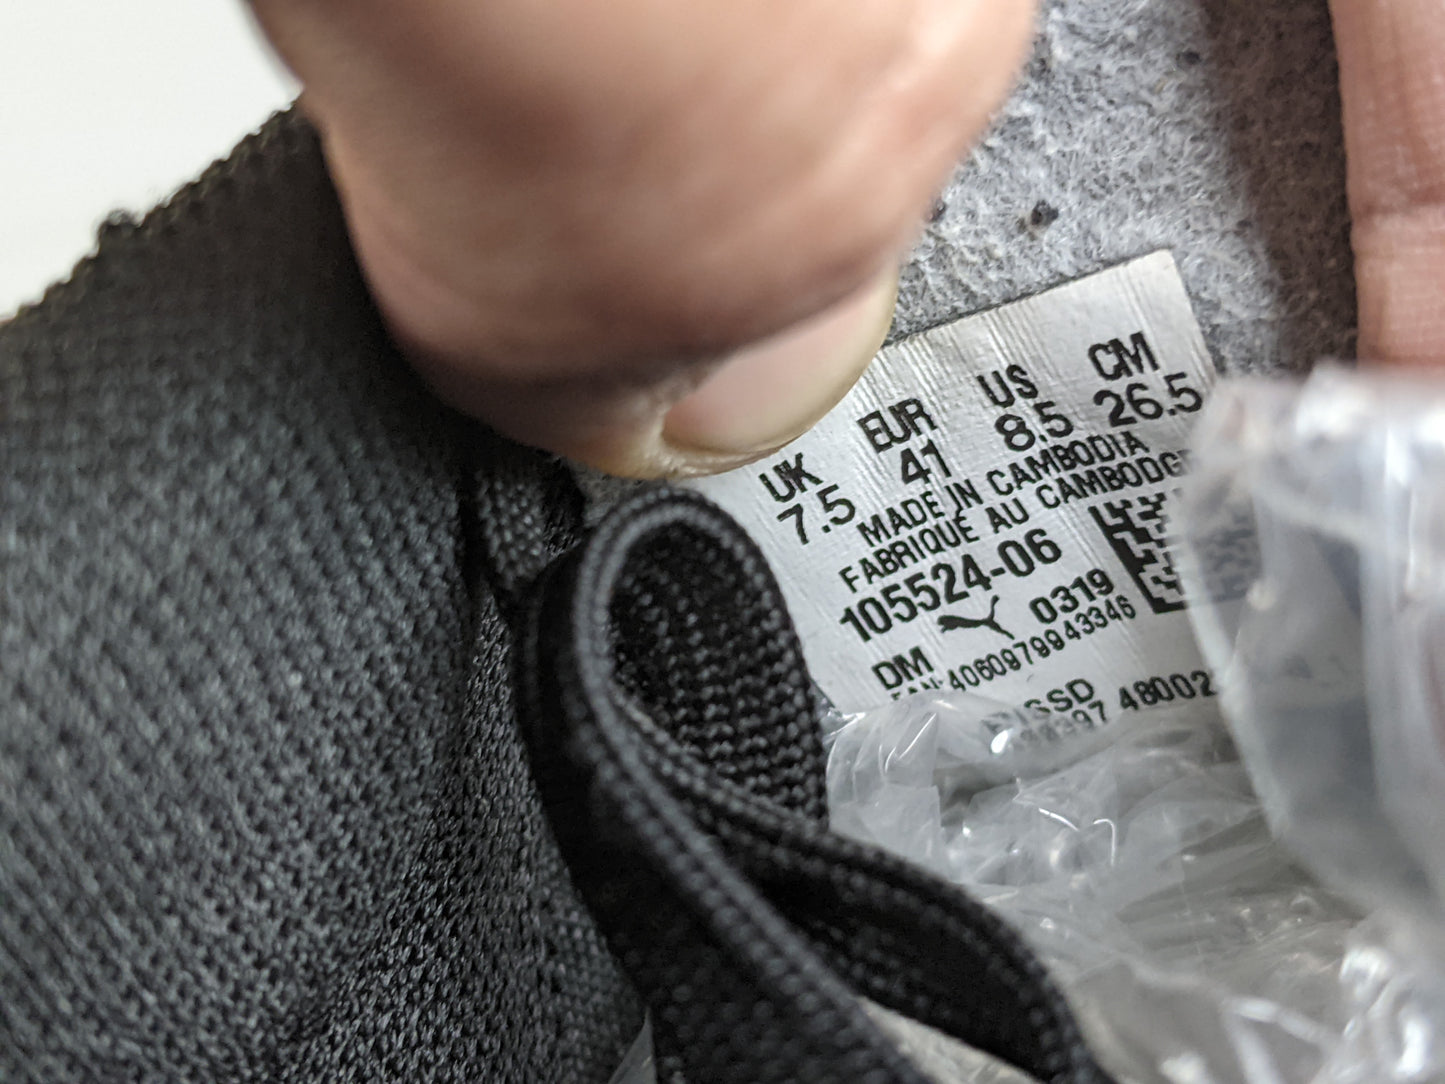 UK EUR US CM
7.5 41 8.5 26.5
MADE IN CAMBODIA
FABRIQUÉ AU CAMBODGE
105524-06
0319
DM
EAN:4060979943346